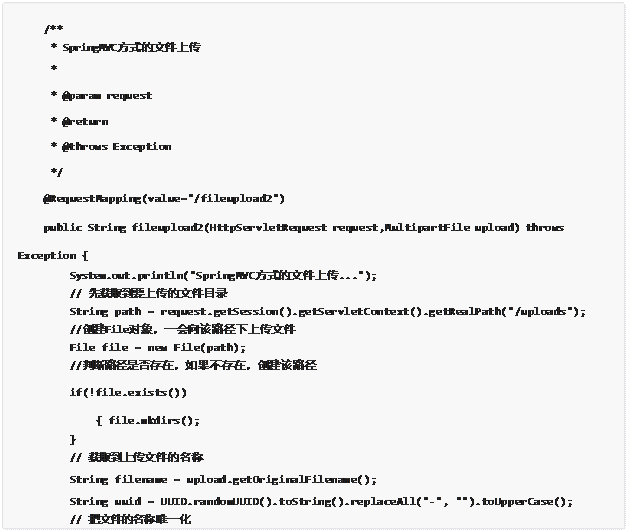 /**
* SpringMVC方式的文件上传
*
* @param request
* @return
* @throws Exception
*/
@RequestMapping(value="/fileupload2")
public String fileupload2(HttpServletRequest request,MultipartFile upload) throws
Exception {
System.out.println("SpringMVC方式的文件上传...");
// 先获取到要上传的文件目录
String path = request.getSession().getServletContext().getRealPath("/uploads");
//创建File对象，一会向该路径下上传文件
File file = new File(path);
//判断路径是否存在，如果不存在，创建该路径
if(!file.exists())
{ file.mkdirs();
}
// 获取到上传文件的名称
String filename = upload.getOriginalFilename();
String uuid = UUID.randomUUID().toString().replaceAll("-", "").toUpperCase();
// 把文件的名称唯一化